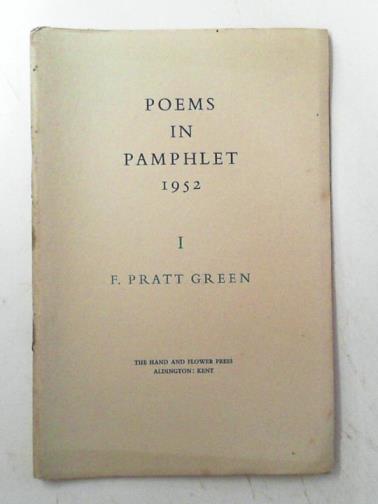 POEMS
IN
PAMPHLET
1952
I
F. PRATT GREEN
THE HAND AND FLOWER PRESS
ALDINGTON: KENT